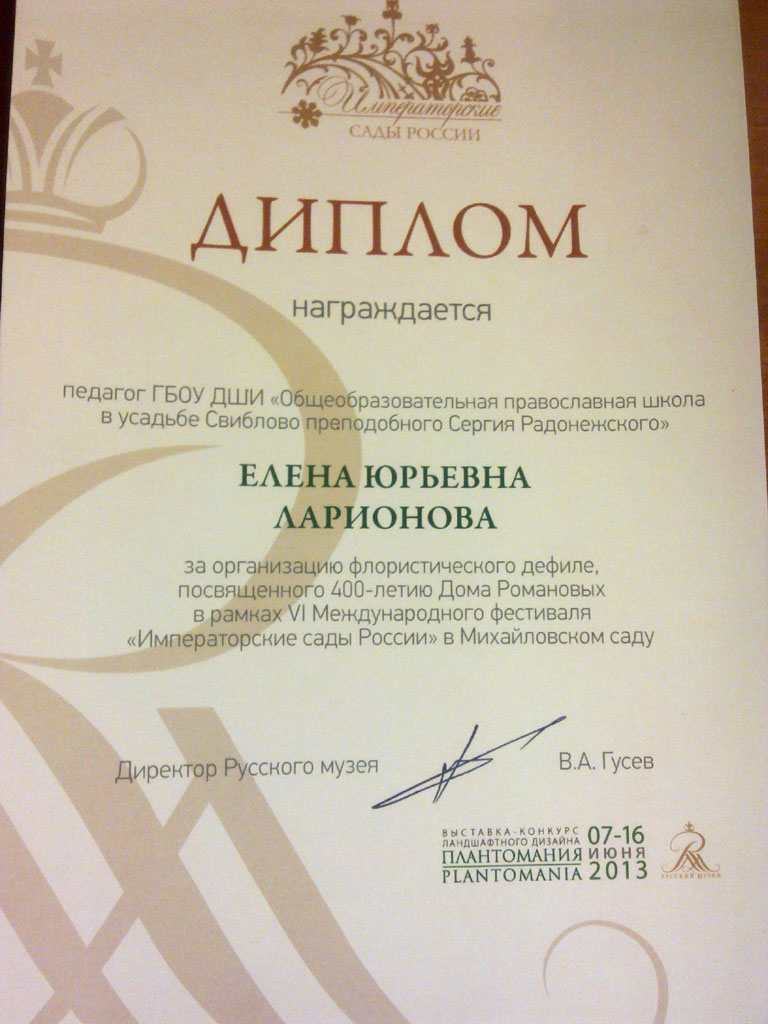 Императорские
САДЫ РОССИИ
ДИПЛОМ
награждается
педагог ГБОУ ДШИ «Общеобразовательная православная школа
в усадьбе Свиблово преподобного Сергия Радонежского»
ЕЛЕНА ЮРЬЕВНА
ЛАРИОНОВА
за организацию флористического дефиле,
посвященного 400-летию Дома Романовых
в рамках VI Международного фестиваля
«Императорские сады России» в Михайловском саду
Директор Русского музея В.А. Гусев
ВЫСТАВКА-КОНКУРС
ЛАНДШАФТНОГО ДИЗАЙНА
ПЛАНТОМАНИЯ
PLANTOMANIA
07-16
ИЮНЯ
2013
РУССКИЙ МУЗЕЙ